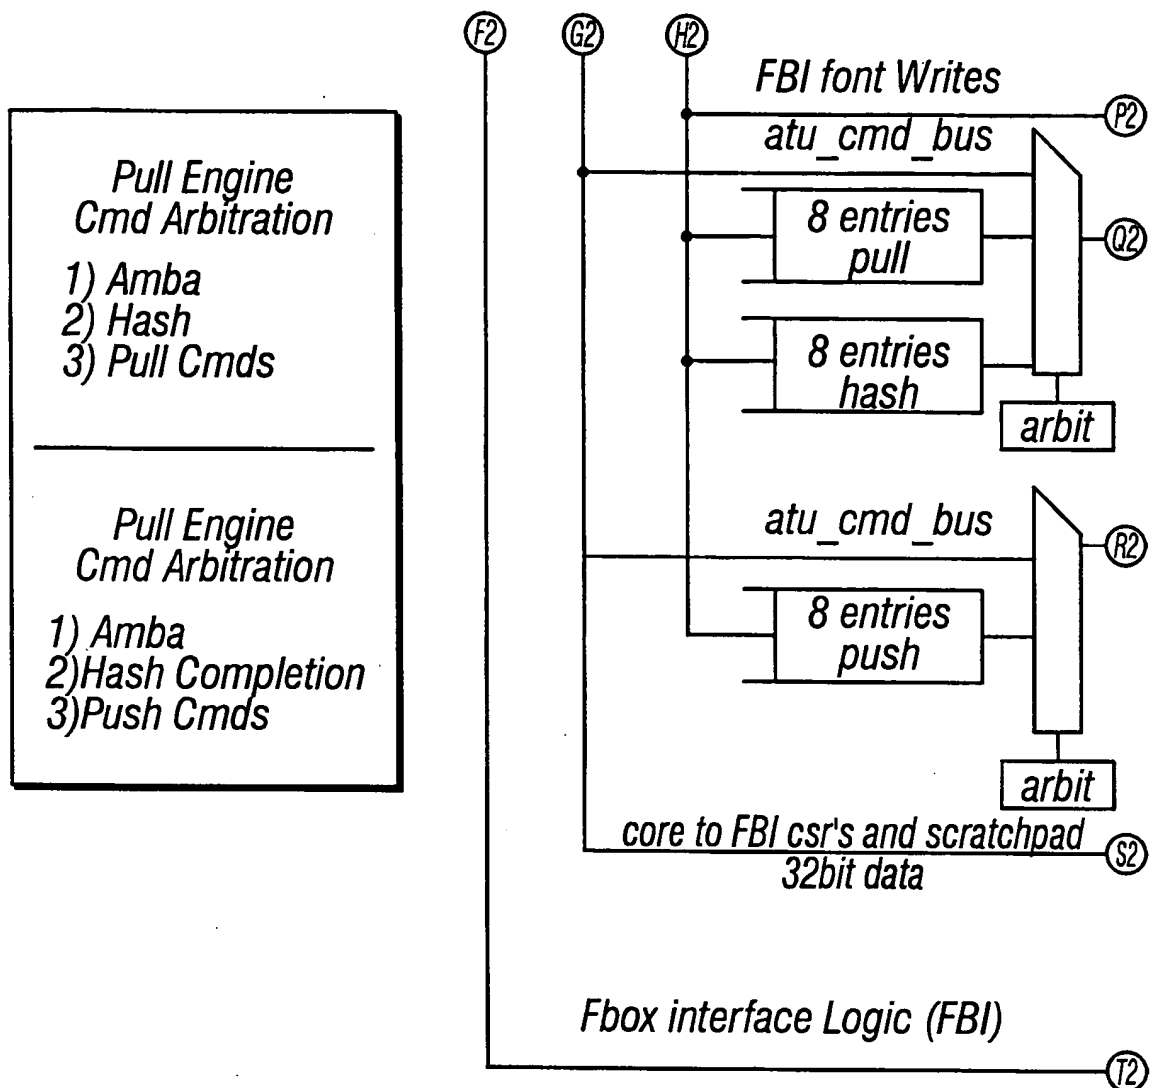 F2
G2
H2
FBI font Writes
P2
atu_cmd_bus
8 entries
pull
Q2
8 entries
hash
arbit
Pull Engine
Cmd Arbitration
1) Amba
2) Hash
3) Pull Cmds
Pull Engine
Cmd Arbitration
1) Amba
2)Hash Completion
3)Push Cmds
atu_cmd_bus
R2
8 entries
push
arbit
core to FBI csr's and scratchpad
S2
32bit data
Fbox interface Logic (FBI)
T2